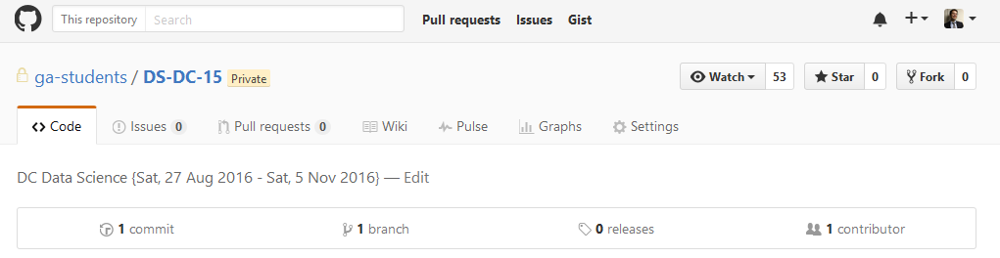 This repository Search Pull requests Issues Gist
ga-students / DS-DC-15 Private Watch 53 Star 0 Fork 0
Code Issues 0 Pull requests 0 Wiki Pulse Graphs Settings
DC Data Science {Sat, 27 Aug 2016 - Sat, 5 Nov 2016} — Edit
1 commit 1 branch 0 releases 1 contributor